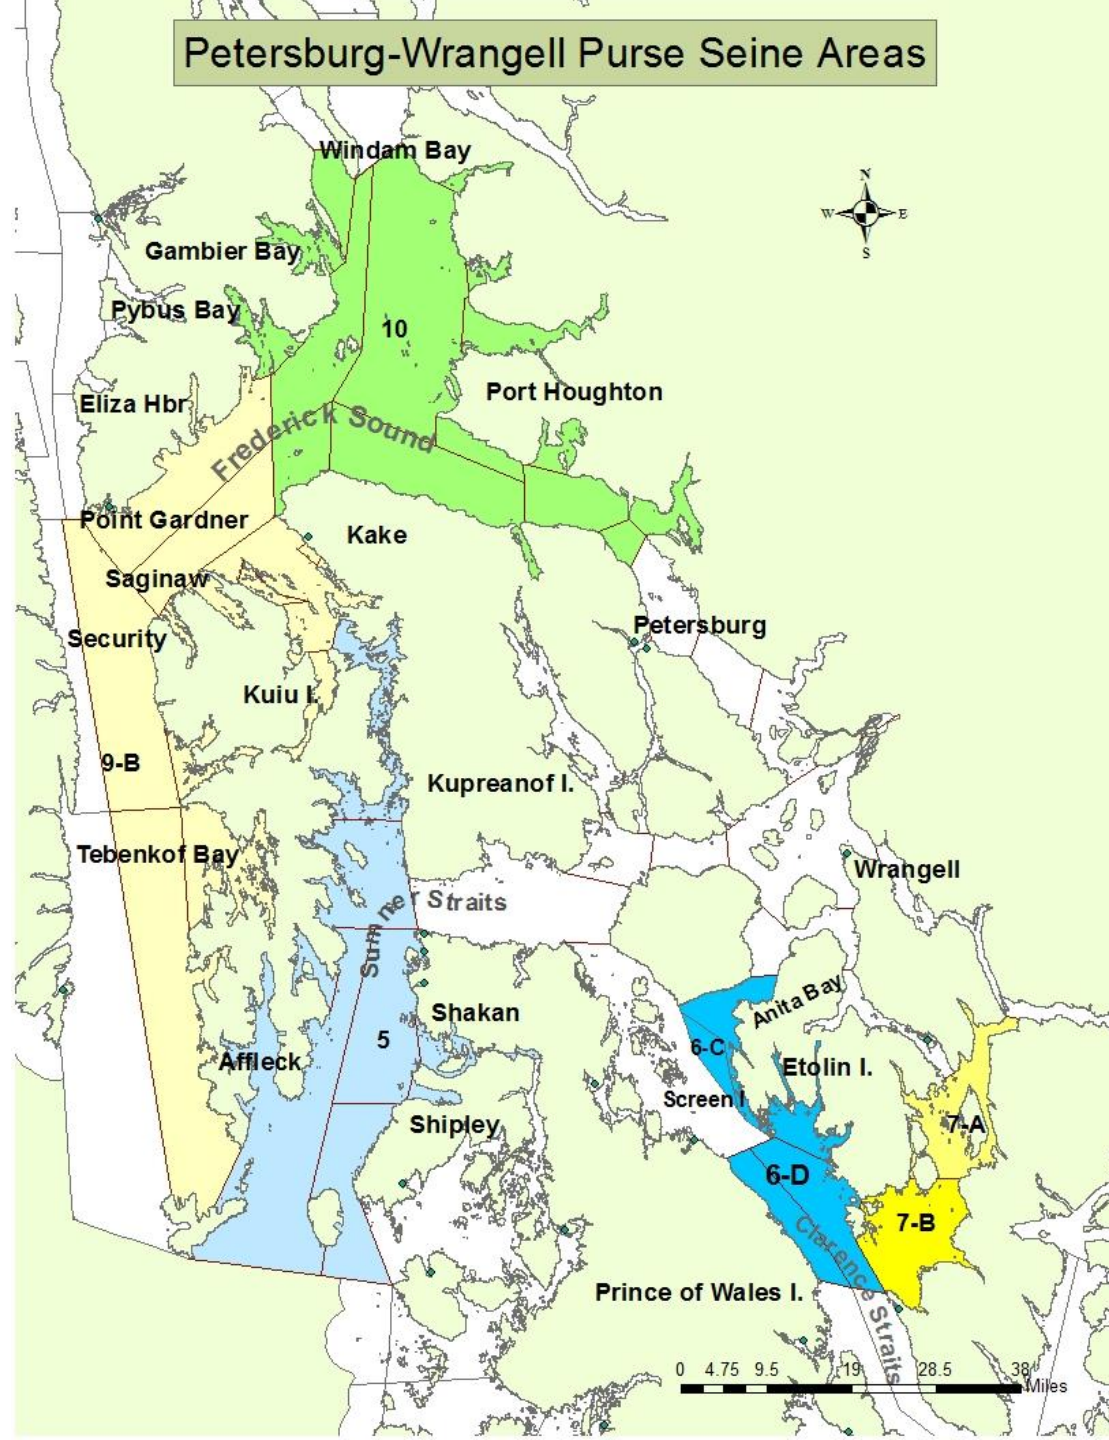 Petersburg-Wrangell Purse Seine Areas
Windam Bay
N
W E
S
Gambier Bay
Pybus Bay
10
Port Houghton
Eliza Hbr
Frederick Sound
Point Gardner
Kake
Saginaw
Petersburg
Security
Kuiu I.
9-B
Kupreanof I.
Tebenkof Bay
Wrangell
Sumner Straits
Anita Bay
Shakan
5
6-C
Affleck
Etolin I.
Screen I
Shipley
7-A
6-D
7-B
Clarence Straits
Prince of Wales I.
0 4.75 9.5 19 28.5 38
Miles